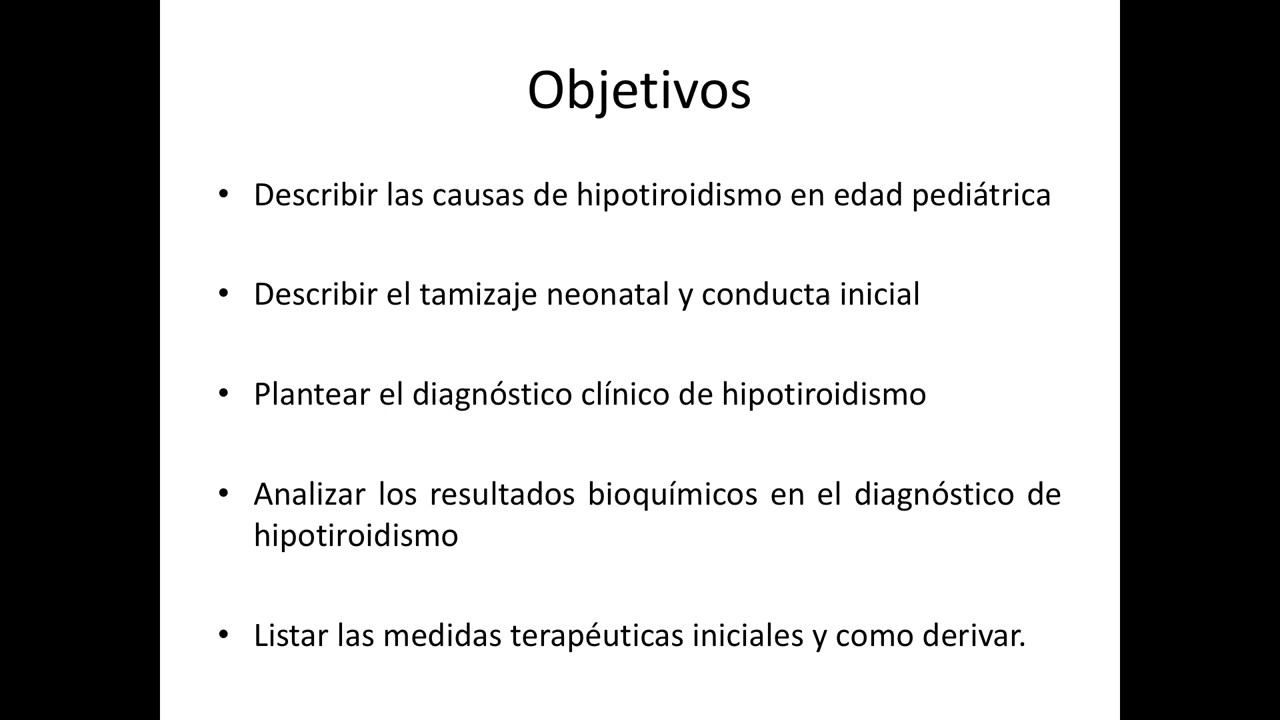 Objetivos
• Describir las causas de hipotiroidismo en edad pediátrica
• Describir el tamizaje neonatal y conducta inicial
• Plantear el diagnóstico clínico de hipotiroidismo
• Analizar los resultados bioquímicos en el diagnóstico de
hipotiroidismo
• Listar las medidas terapéuticas iniciales y como derivar.